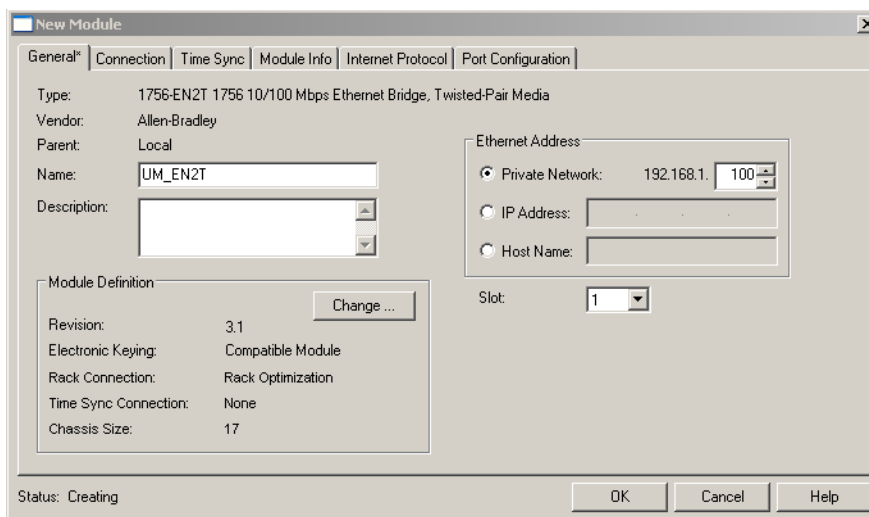 New Module
General* Connection Time Sync Module Info Internet Protocol Port Configuration
Type: 1756-EN2T 1756 10/100 Mbps Ethernet Bridge, Twisted-Pair Media
Vendor: Allen-Bradley
Parent: Local
Name: UM_EN2T
Description:
Ethernet Address
Private Network: 192.168.1. 100
IP Address: . . .
Host Name:
Slot: 1
Module Definition
Change ...
Revision: 3.1
Electronic Keying: Compatible Module
Rack Connection: Rack Optimization
Time Sync Connection: None
Chassis Size: 17
Status: Creating
OK Cancel Help